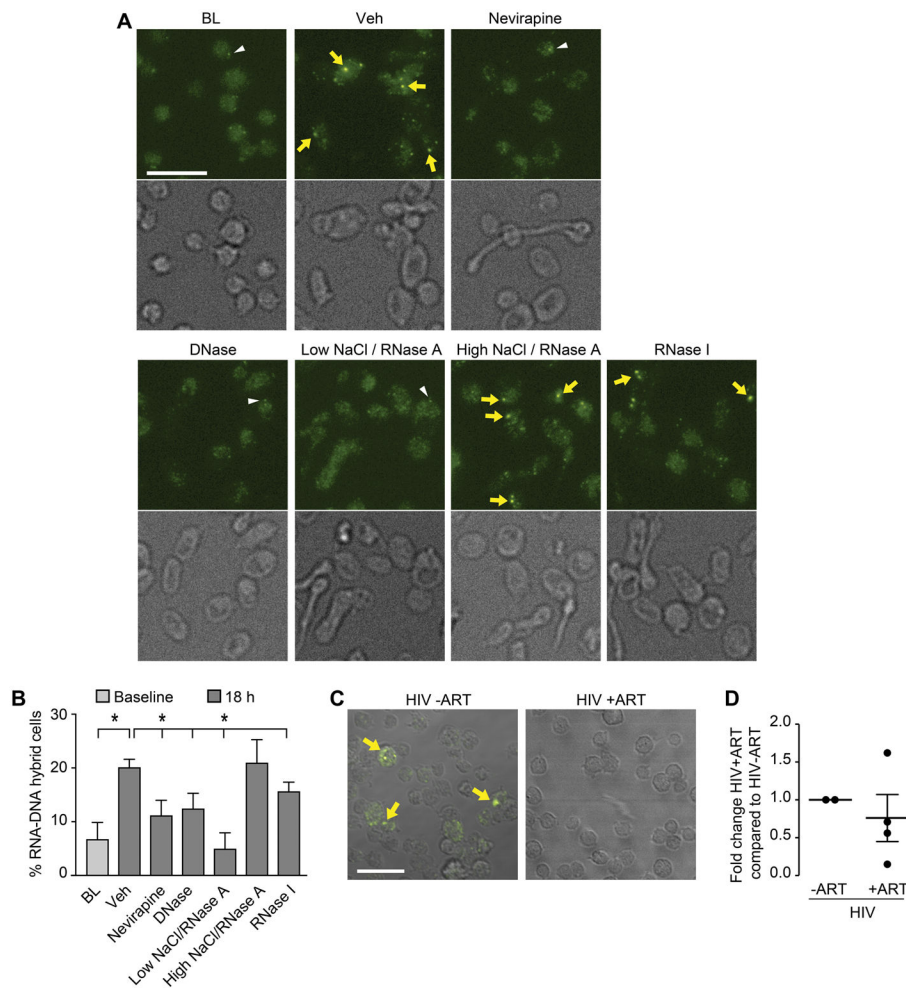 A
BL
Veh
Nevirapine
DNase
Low NaCl / RNase A
High NaCl / RNase A
RNase I
B
Baseline
18 h
* * *
% RNA-DNA hybrid cells
30
20
10
0
BL
Veh
Nevirapine
DNase
Low NaCl/RNase A
High NaCl/RNase A
RNase I
C
HIV -ART
HIV +ART
D
Fold change HIV+ART
compared to HIV-ART
2.0
1.5
1.0
0.5
0
-ART
+ART
HIV